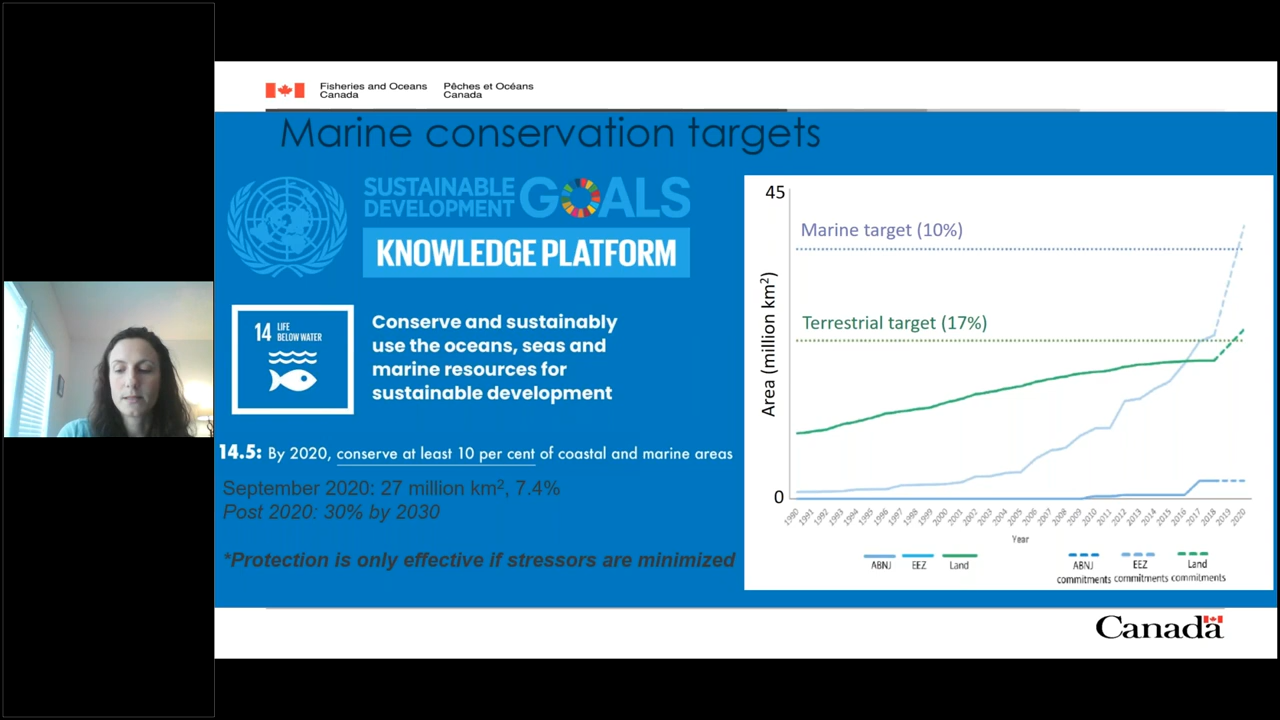 Fisheries and Oceans
Canada
Pêches et Océans
Canada
Marine conservation targets
SUSTAINABLE
DEVELOPMENT
GOALS
KNOWLEDGE PLATFORM
14 LIFE
BELOW WATER
Conserve and sustainably
use the oceans, seas and
marine resources for
sustainable development
14.5: By 2020, conserve at least 10 per cent of coastal and marine areas
September 2020: 27 million km², 7.4%
Post 2020: 30% by 2030
*Protection is only effective if stressors are minimized
45
Marine target (10%)
Terrestrial target (17%)
Area (million km²)
0
1990 1991 1992 1993 1994 1995 1996 1997 1998 1999 2000 2001 2002 2003 2004 2005 2006 2007 2008 2009 2010 2011 2012 2013 2014 2015 2016 2017 2018 2019 2020
Year
ABNJ EEZ Land
ABNJ
commitments
EEZ
commitments
Land
commitments
Canada